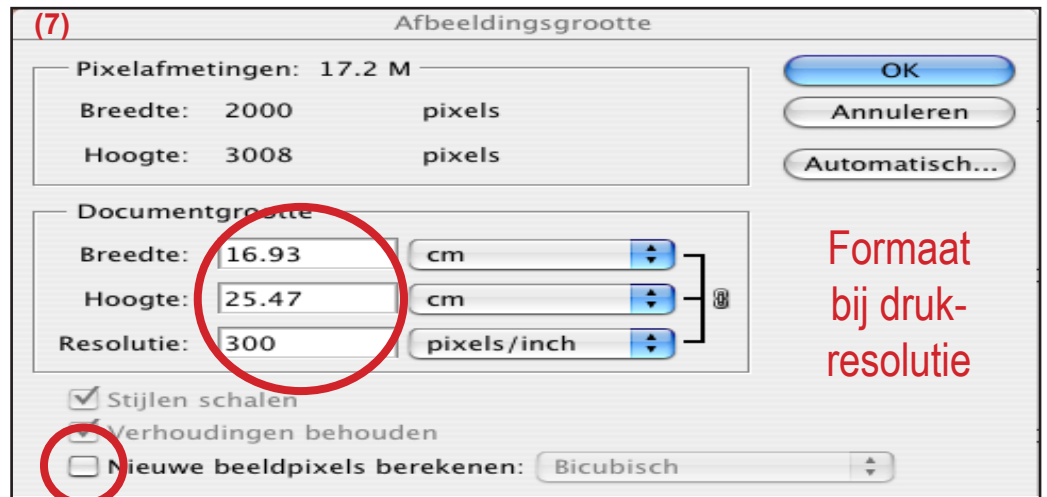 (7)
Afbeeldingsgrootte
Pixelafmetingen: 17.2 M
Breedte: 2000 pixels
Hoogte: 3008 pixels
OK
Annuleren
Automatisch...
Documentgrootte
Breedte: 16.93 cm
Hoogte: 25.47 cm
Resolutie: 300 pixels/inch
Formaat
bij druk-
resolutie
Stijlen schalen
Verhoudingen behouden
Nieuwe beeldpixels berekenen: Bicubisch